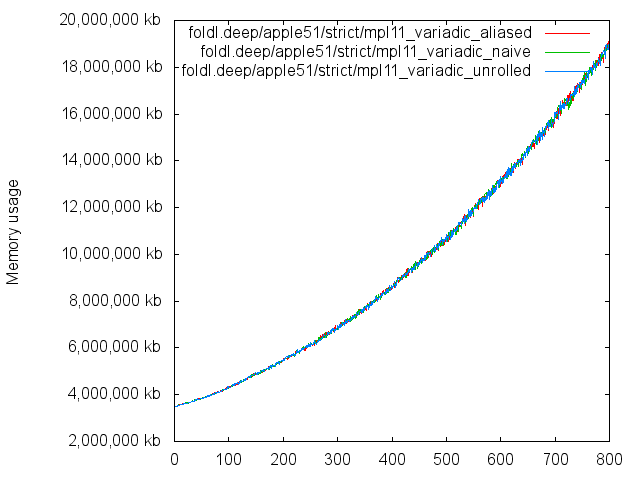 20,000,000 kb
18,000,000 kb
16,000,000 kb
14,000,000 kb
12,000,000 kb
10,000,000 kb
8,000,000 kb
6,000,000 kb
4,000,000 kb
2,000,000 kb
Memory usage
foldl.deep/apple51/strict/mpl11_variadic_aliased
foldl.deep/apple51/strict/mpl11_variadic_naive
foldl.deep/apple51/strict/mpl11_variadic_unrolled
0 100 200 300 400 500 600 700 800